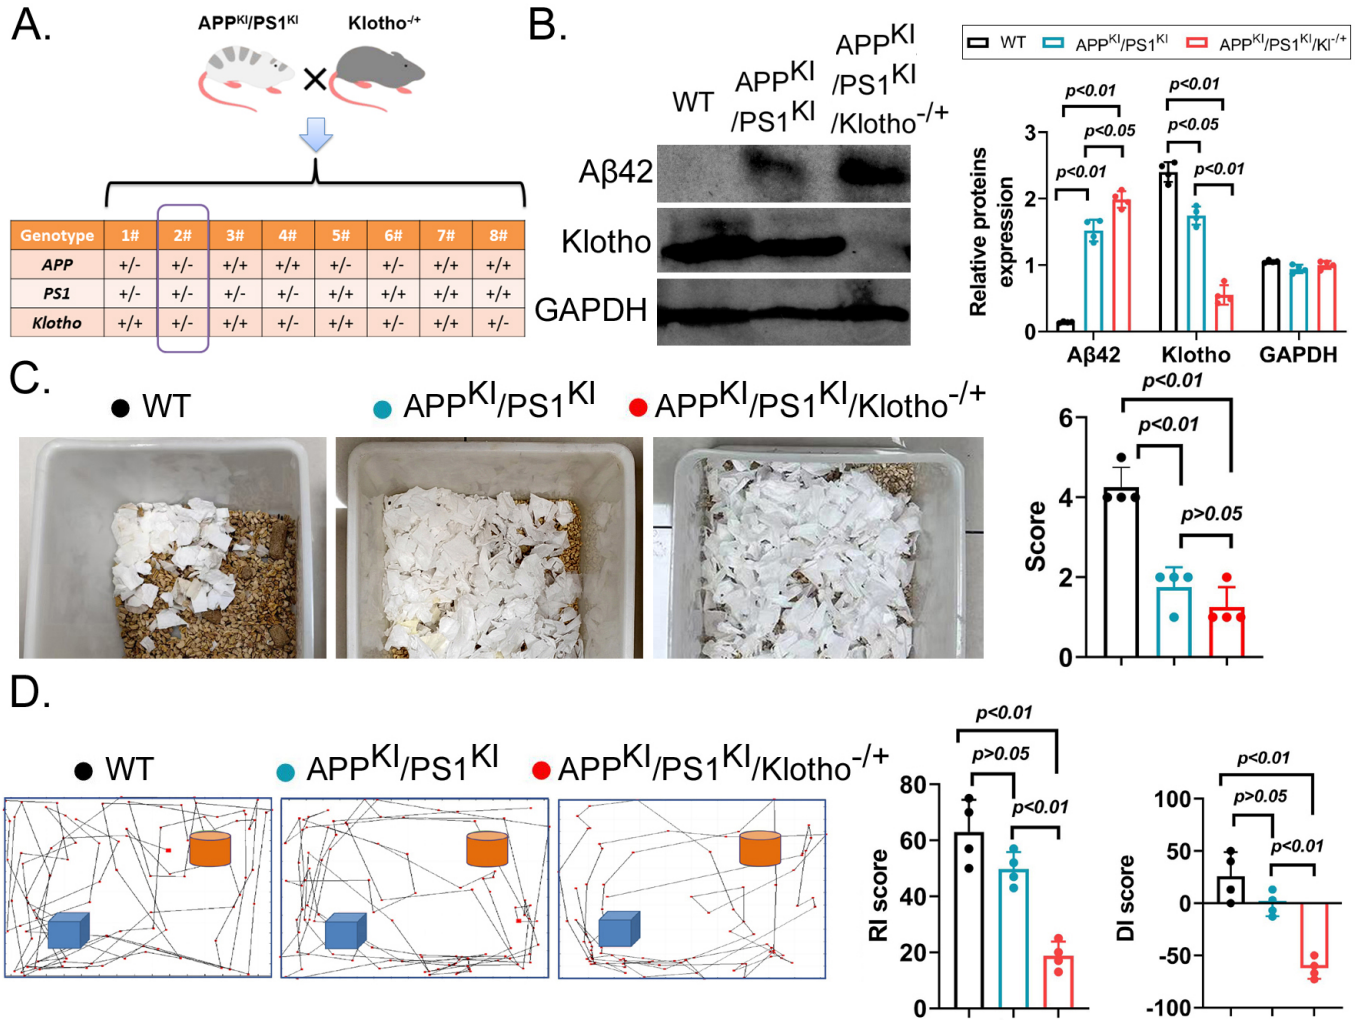 A.
APPᴷᴵ/PS1ᴷᴵ Klotho⁻/⁺
Genotype 1# 2# 3# 4# 5# 6# 7# 8#
APP +/- +/- +/+ +/+ +/- +/- +/+ +/+
PS1 +/- +/- +/- +/- +/+ +/+ +/+ +/+
Klotho +/+ +/- +/+ +/- +/+ +/- +/+ +/-
B.
WT
APPᴷᴵ
/PS1ᴷᴵ
APPᴷᴵ
/PS1ᴷᴵ
/Klotho⁻/⁺
Aβ42
Klotho
GAPDH
WT APPᴷᴵ/PS1ᴷᴵ APPᴷᴵ/PS1ᴷᴵ/Kl⁻/⁺
Relative proteins
expression
3
2
1
0
p<0.01
p<0.05
p<0.01
p<0.01
p<0.05
p<0.01
Aβ42 Klotho GAPDH
C.
WT APPᴷᴵ/PS1ᴷᴵ APPᴷᴵ/PS1ᴷᴵ/Klotho⁻/⁺
Score
6
4
2
0
p<0.01
p<0.01
p>0.05
D.
WT APPᴷᴵ/PS1ᴷᴵ APPᴷᴵ/PS1ᴷᴵ/Klotho⁻/⁺
RI score
80
60
40
20
0
p<0.01
p>0.05
p<0.01
DI score
100
50
0
-50
-100
p<0.01
p>0.05
p<0.01